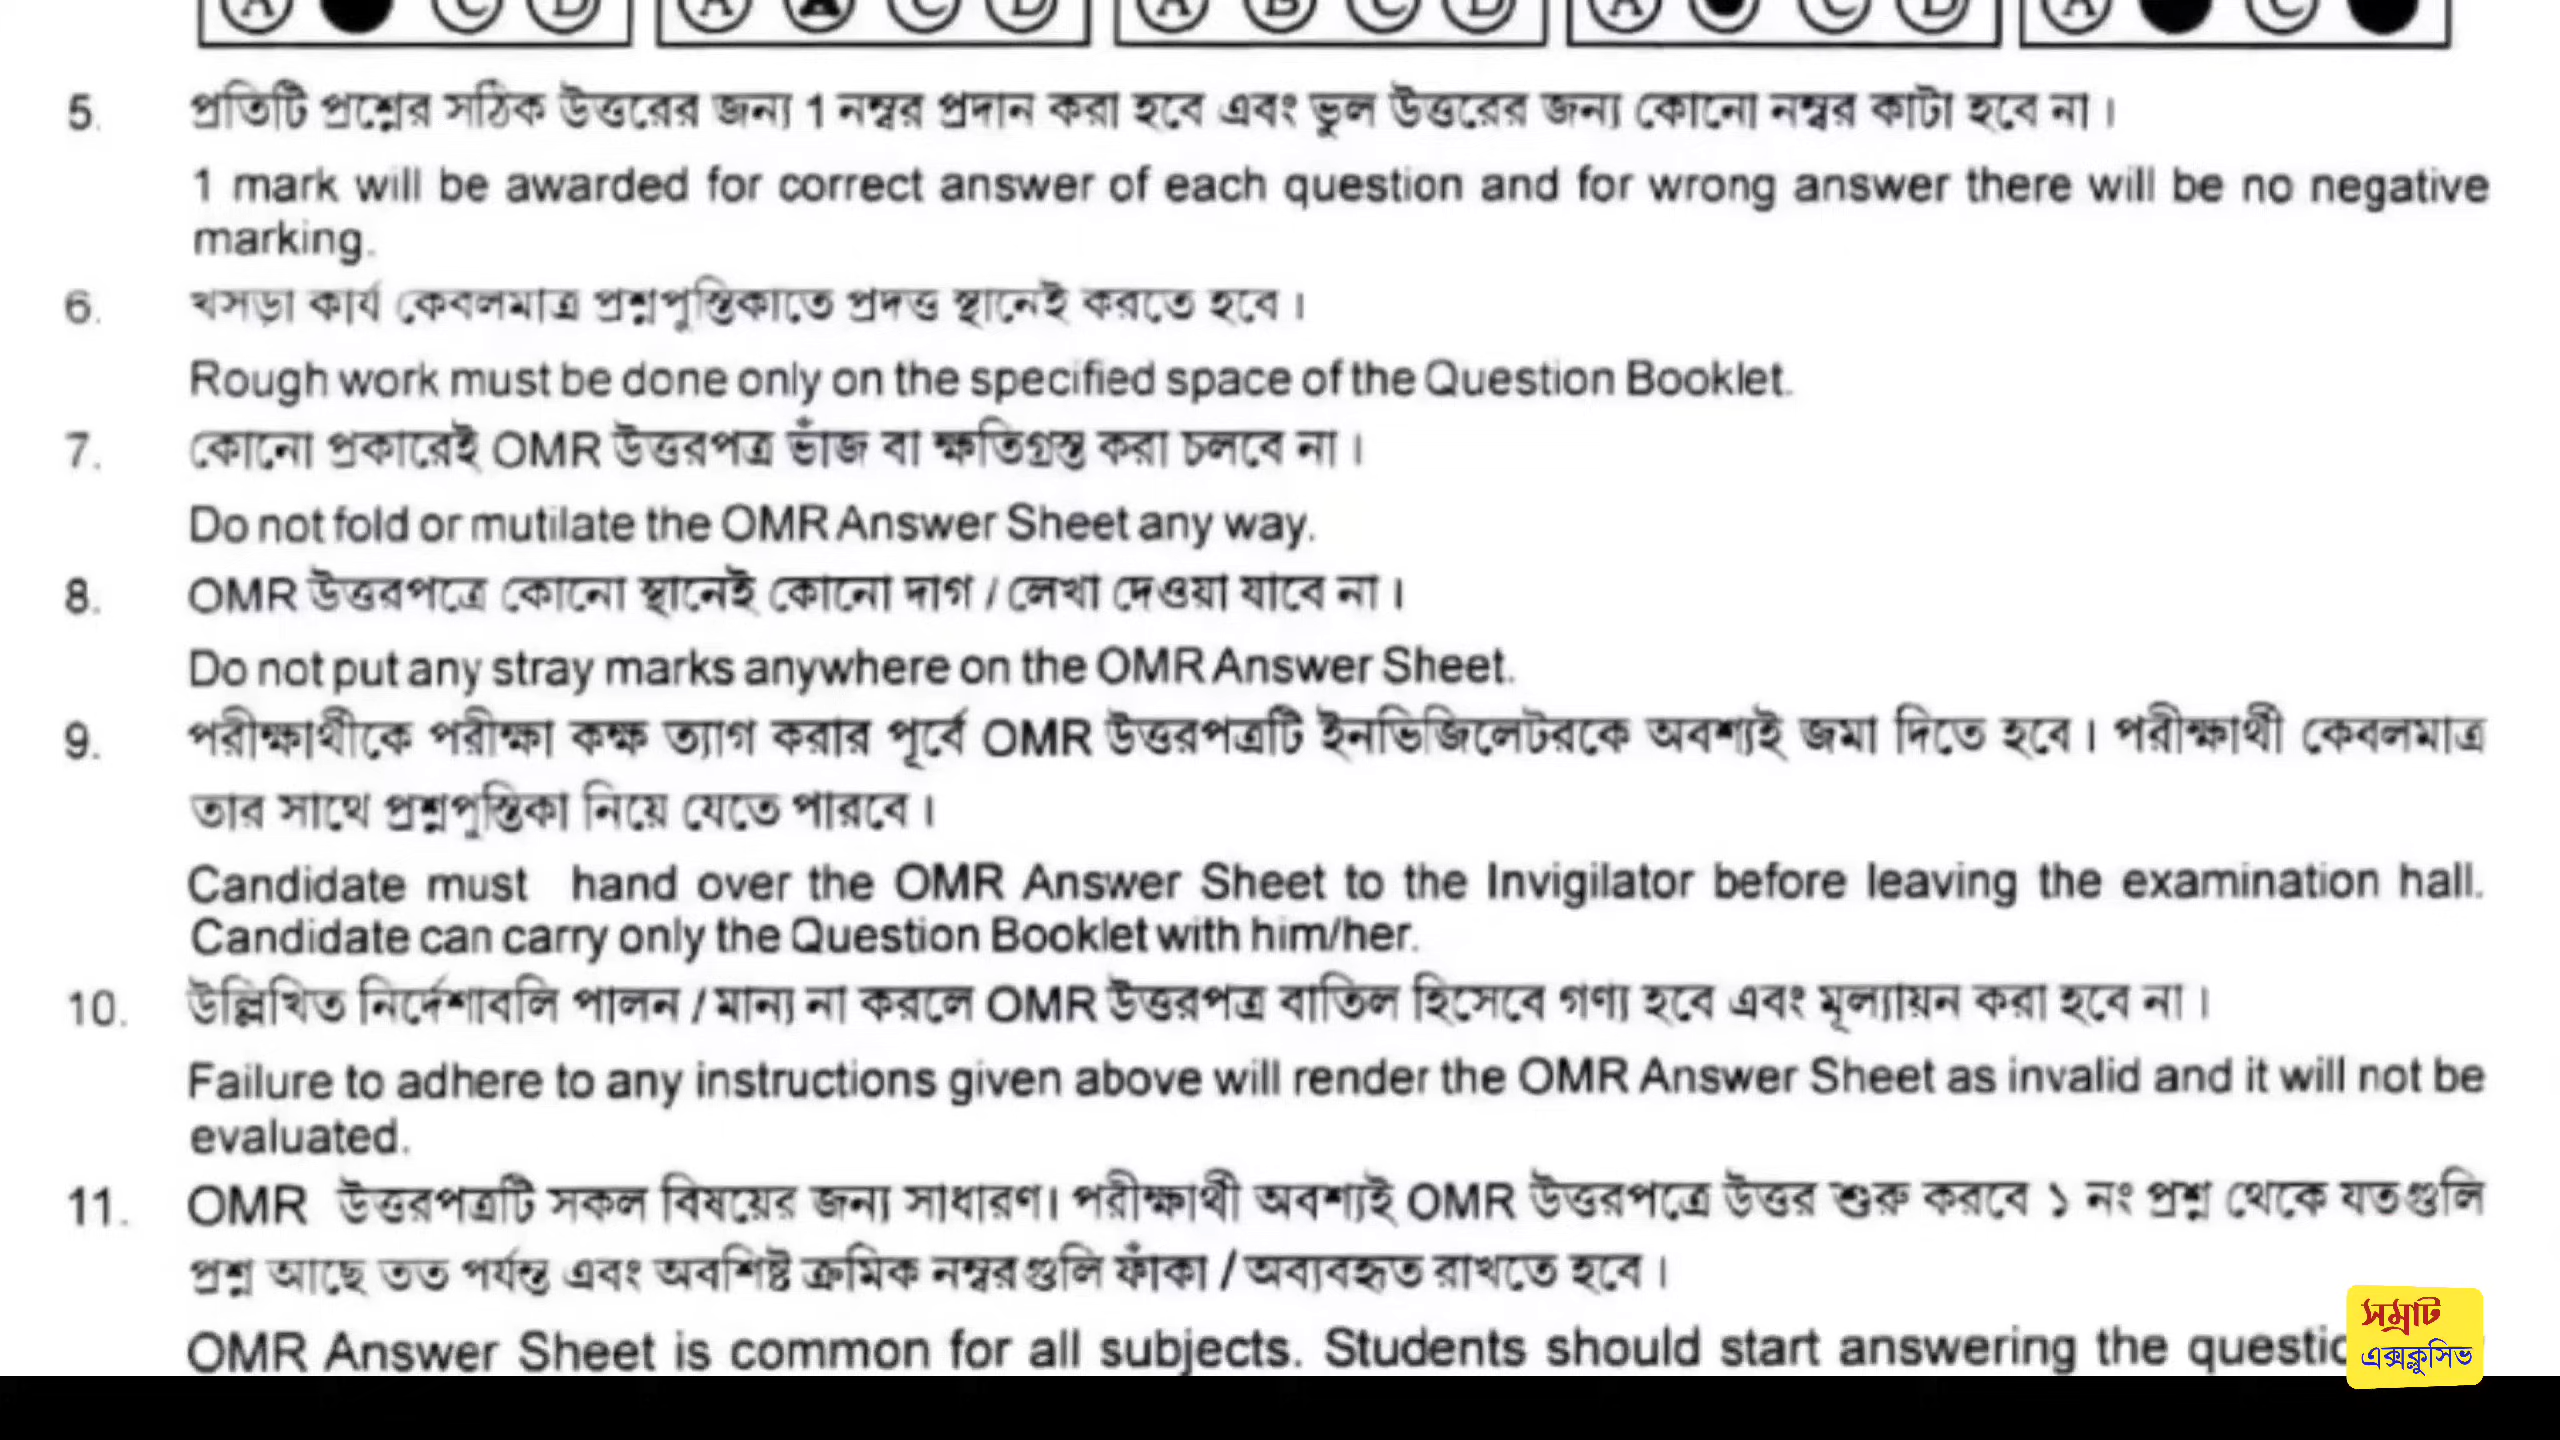 A C D A A C D A B C D A C D A C
5. প্রতিটি প্রশ্নের সঠিক উত্তরের জন্য 1 নম্বর প্রদান করা হবে এবং ভুল উত্তরের জন্য কোনো নম্বর কাটা হবে না।
1 mark will be awarded for correct answer of each question and for wrong answer there will be no negative
marking.
6. খসড়া কার্য কেবলমাত্র প্রশ্নপুস্তিকাতে প্রদত্ত স্থানেই করতে হবে।
Rough work must be done only on the specified space of the Question Booklet.
7. কোনো প্রকারেই OMR উত্তরপত্র ভাঁজ বা ক্ষতিগ্রস্ত করা চলবে না।
Do not fold or mutilate the OMR Answer Sheet any way.
8. OMR উত্তরপত্রে কোনো স্থানেই কোনো দাগ / লেখা দেওয়া যাবে না।
Do not put any stray marks anywhere on the OMR Answer Sheet.
9. পরীক্ষার্থীকে পরীক্ষা কক্ষ ত্যাগ করার পূর্বে OMR উত্তরপত্রটি ইনভিজিলেটরকে অবশ্যই জমা দিতে হবে। পরীক্ষার্থী কেবলমাত্র
তার সাথে প্রশ্নপুস্তিকা নিয়ে যেতে পারবে।
Candidate must hand over the OMR Answer Sheet to the Invigilator before leaving the examination hall.
Candidate can carry only the Question Booklet with him/her.
10. উল্লিখিত নির্দেশাবলি পালন / মান্য না করলে OMR উত্তরপত্র বাতিল হিসেবে গণ্য হবে এবং মূল্যায়ন করা হবে না।
Failure to adhere to any instructions given above will render the OMR Answer Sheet as invalid and it will not be
evaluated.
11. OMR উত্তরপত্রটি সকল বিষয়ের জন্য সাধারণ। পরীক্ষার্থী অবশ্যই OMR উত্তরপত্রে উত্তর শুরু করবে ১ নং প্রশ্ন থেকে যতগুলি
প্রশ্ন আছে তত পর্যন্ত এবং অবশিষ্ট ক্রমিক নম্বরগুলি ফাঁকা / অব্যবহৃত রাখতে হবে।
OMR Answer Sheet is common for all subjects. Students should start answering the questio
সম্রাট
এক্সক্লুসিভ